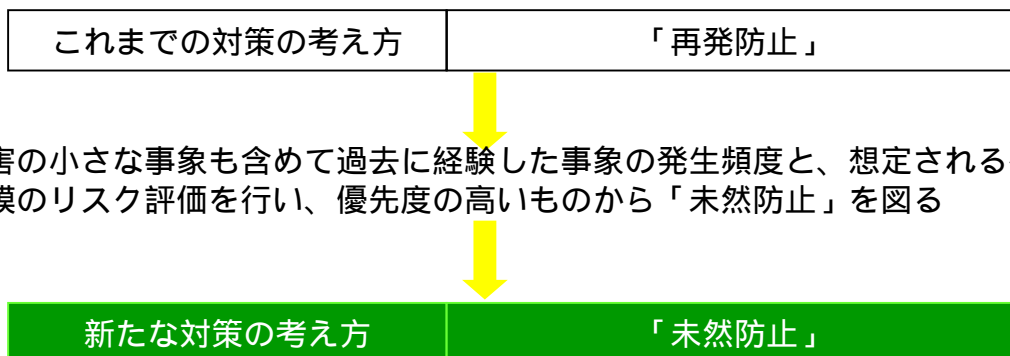 これまでの対策の考え方 「再発防止」
害の小さな事象も含めて過去に経験した事象の発生頻度と、想定される
模のリスク評価を行い、優先度の高いものから「未然防止」を図る
新たな対策の考え方 「未然防止」